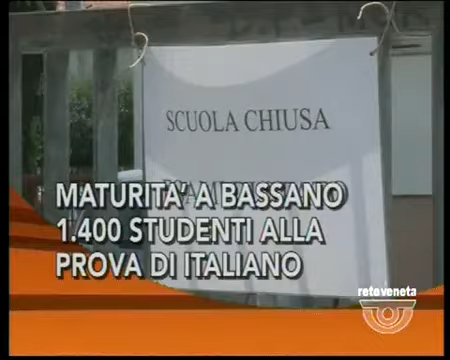 SCUOLA CHIUSA
MATURITA' A BASSANO
1.400 STUDENTI ALLA
PROVA DI ITALIANO
reteveneta